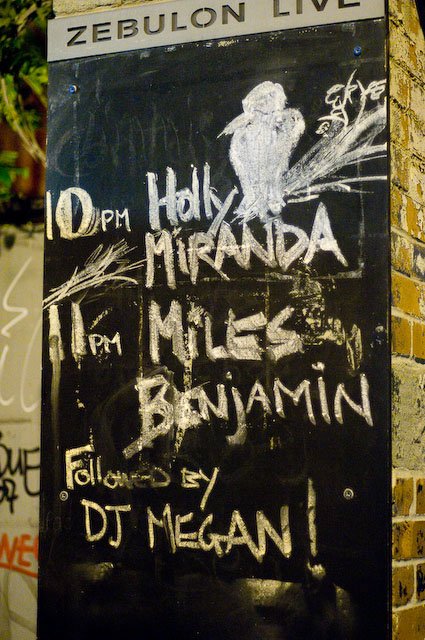 ZEBULON LIVE
10PM Holly
MIRANDA
11PM MILES
BENJAMIN
Followed BY
DJ MEGAN!